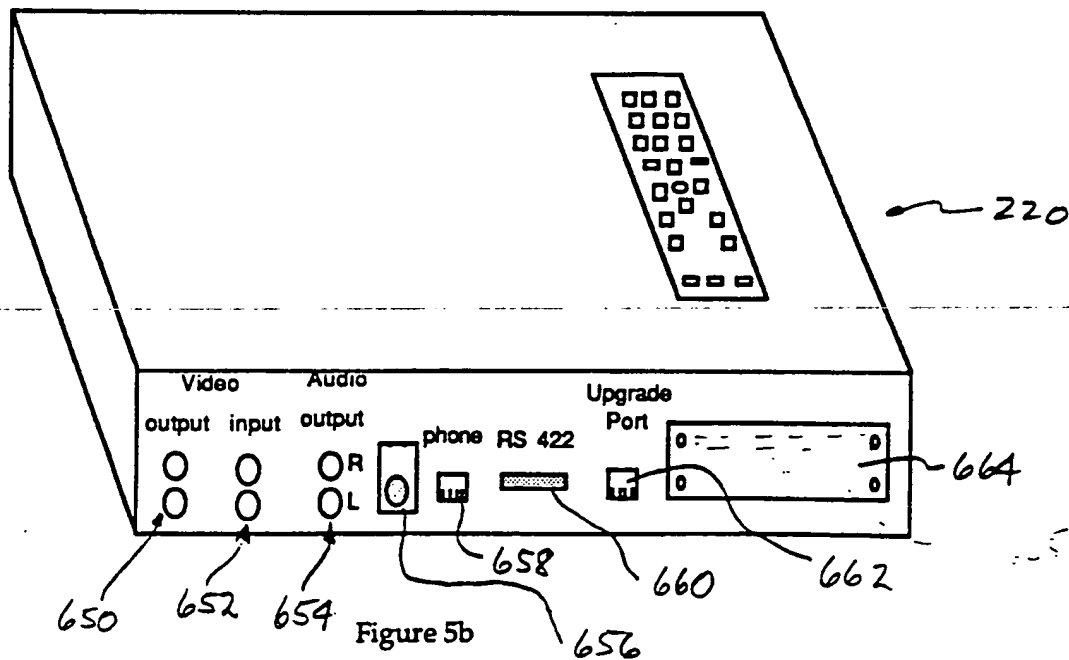 220
Video Audio
output input output
Upgrade
Port
phone RS 422
R
L
664
650
652
654
658
660
662
656
Figure 5b